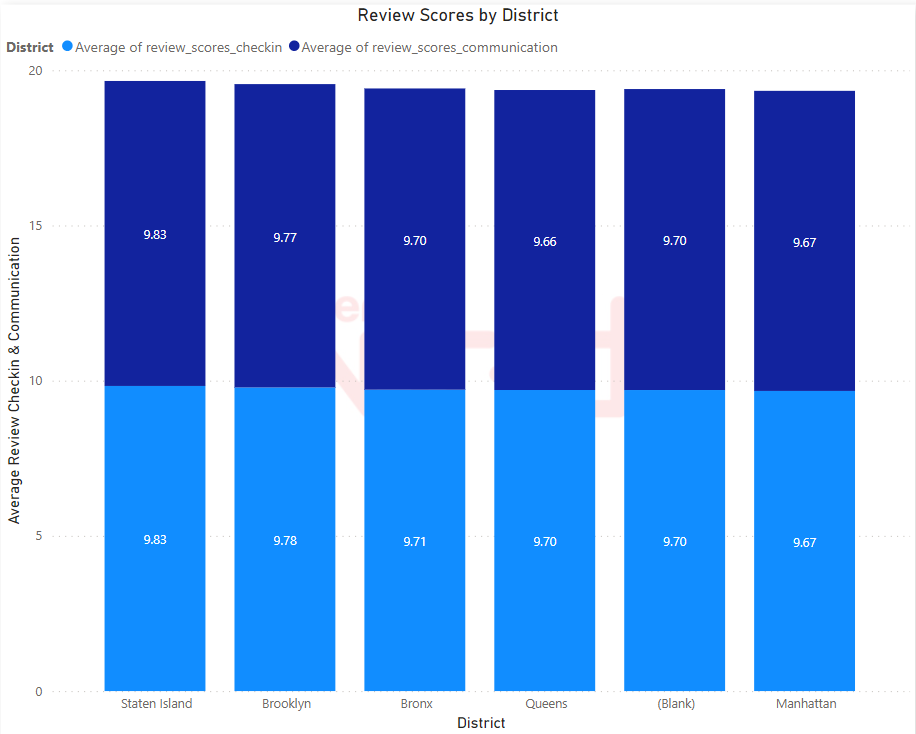 Review Scores by District
District Average of review_scores_checkin Average of review_scores_communication
Average Review Checkin & Communication
20
15
10
5
0
9.83 9.77 9.70 9.66 9.70 9.67
9.83 9.78 9.71 9.70 9.70 9.67
Staten Island Brooklyn Bronx Queens (Blank) Manhattan
District